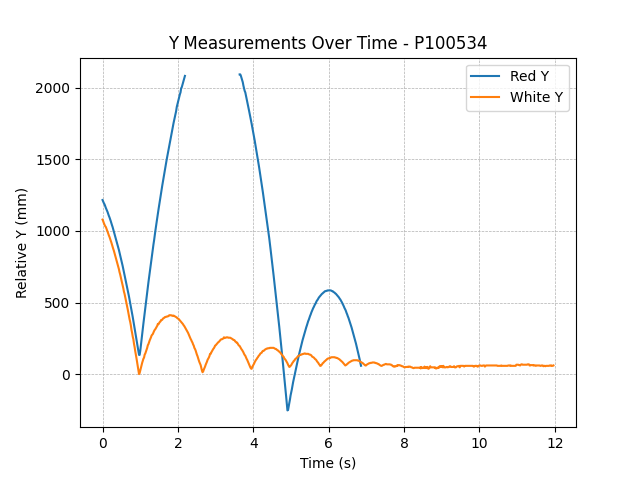 Y Measurements Over Time - P100534
Red Y
White Y
2000
1500
1000
500
0
Relative Y (mm)
0 2 4 6 8 10 12
Time (s)